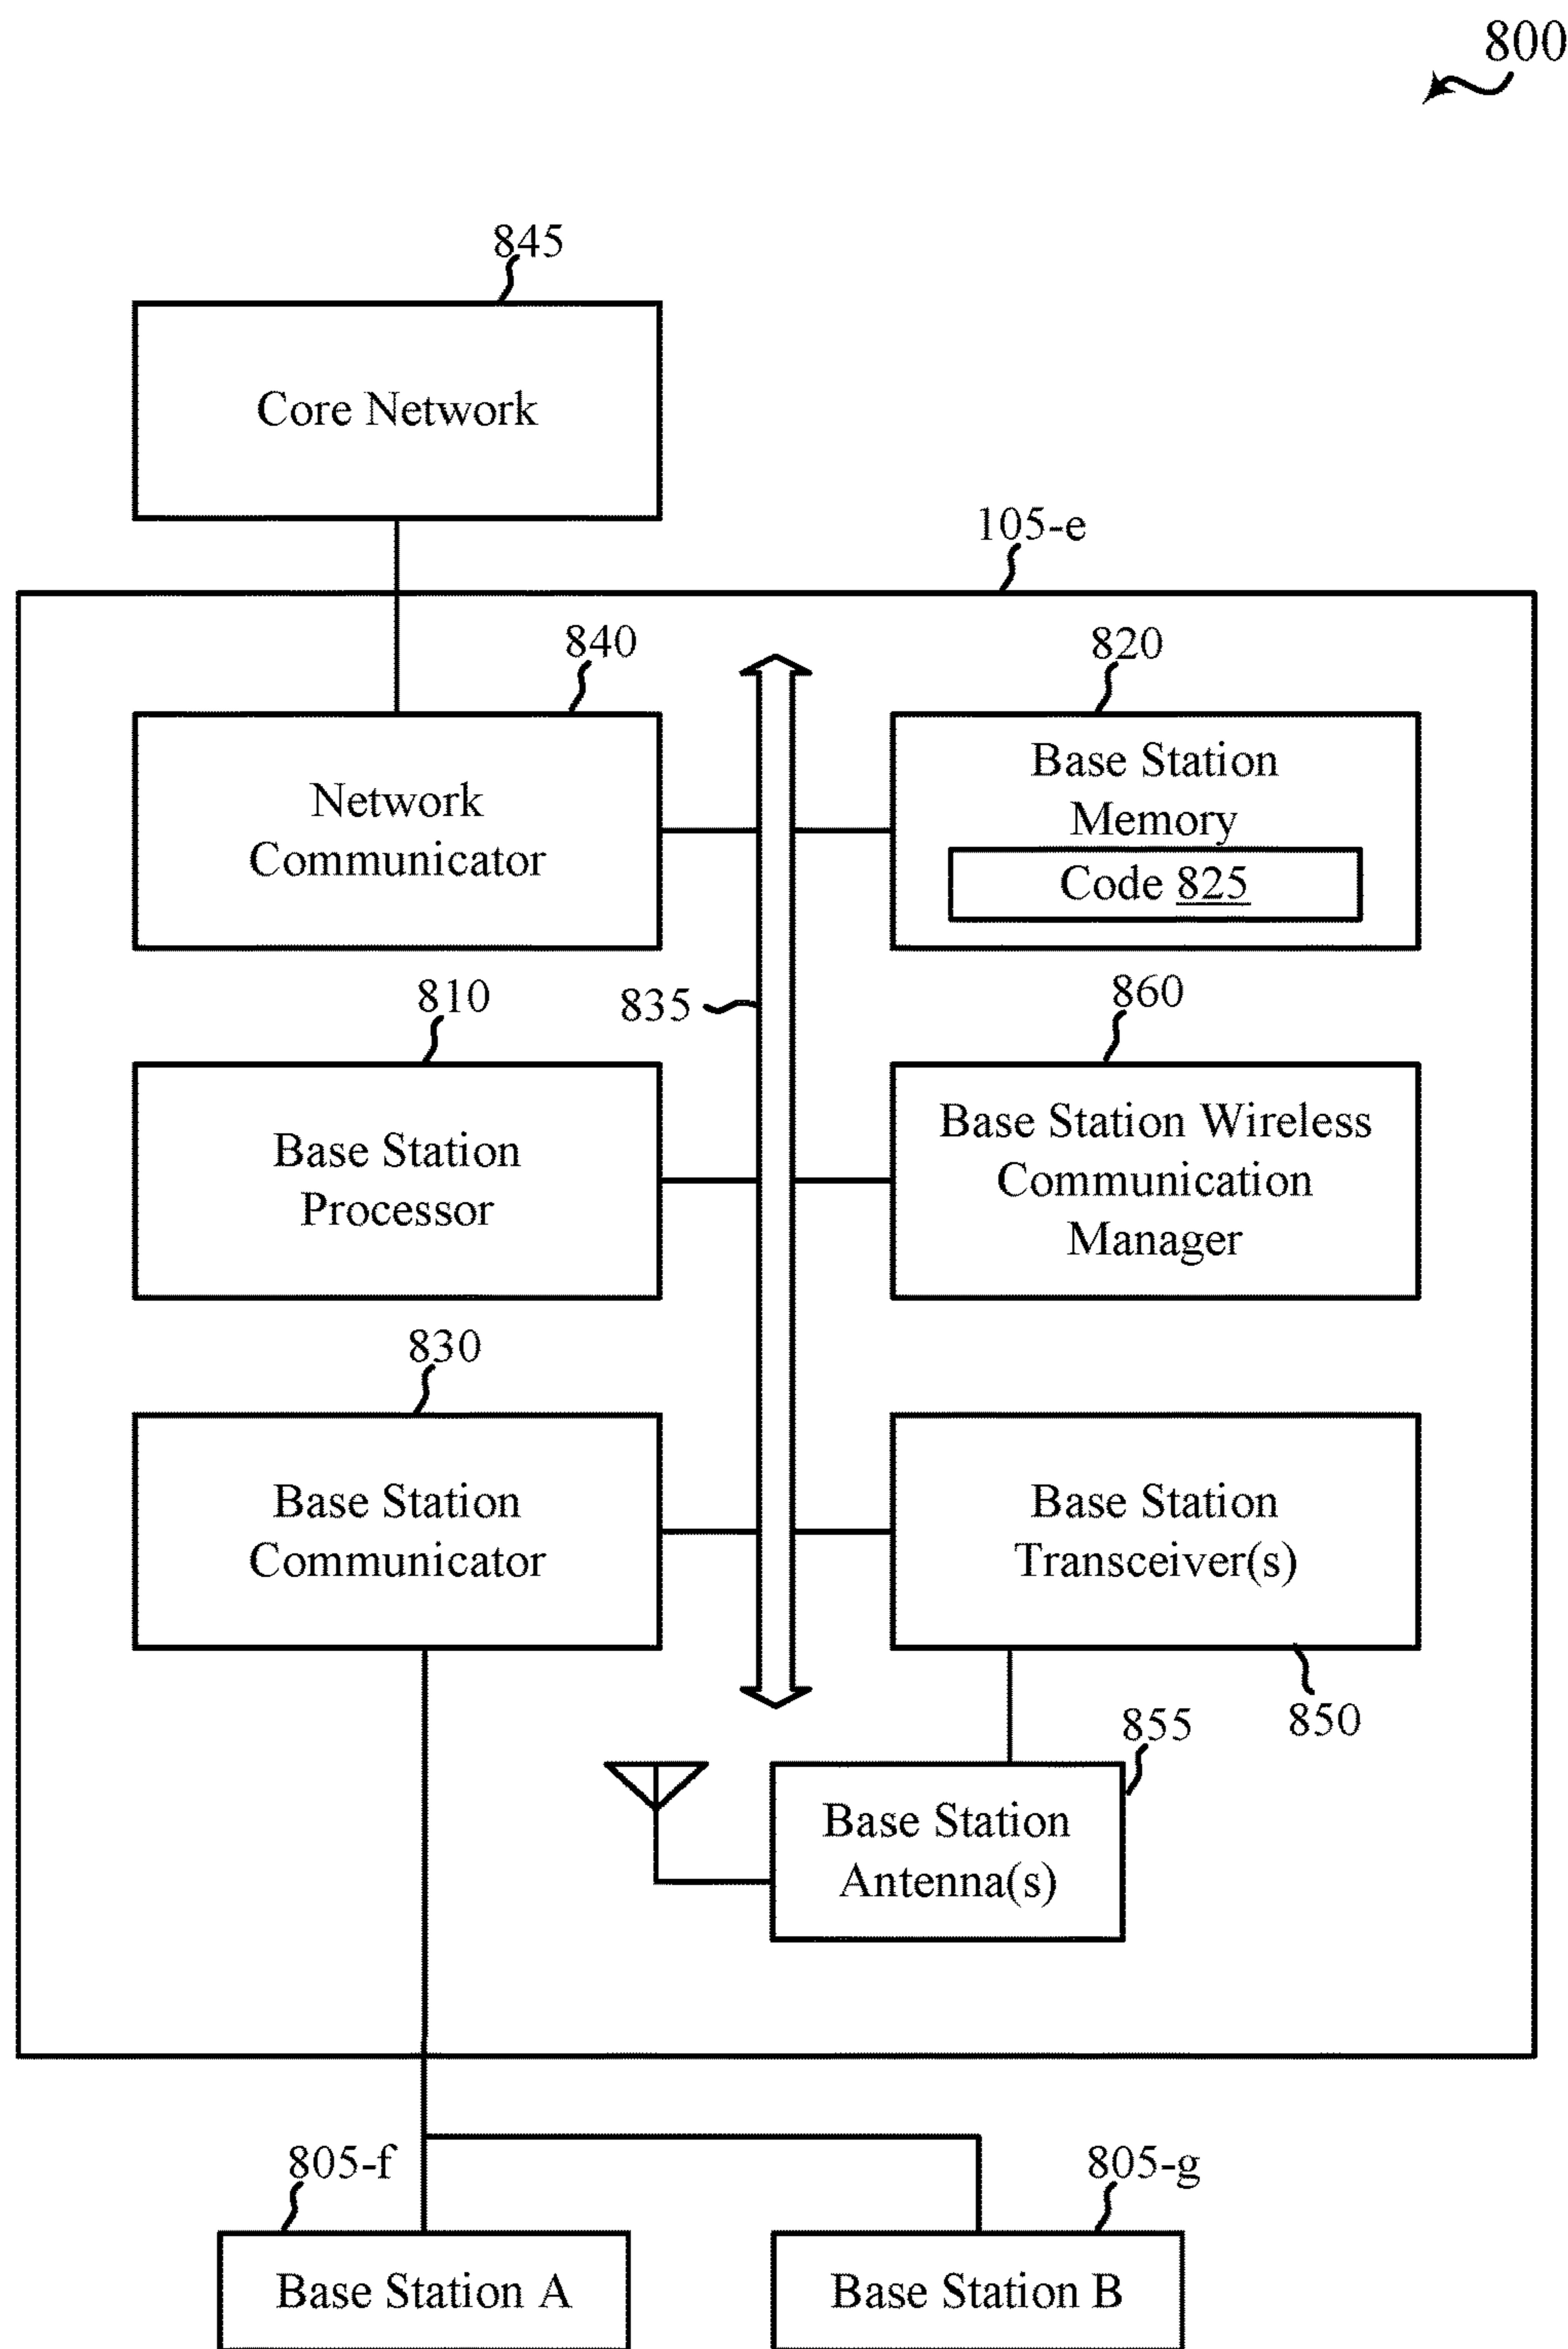 800
845
Core Network
105-e
840
820
Network
Communicator
Base Station
Memory
Code 825
810
835
860
Base Station
Processor
Base Station Wireless
Communication
Manager
830
Base Station
Communicator
Base Station
Transceiver(s)
850
855
Base Station
Antenna(s)
805-f
805-g
Base Station A
Base Station B